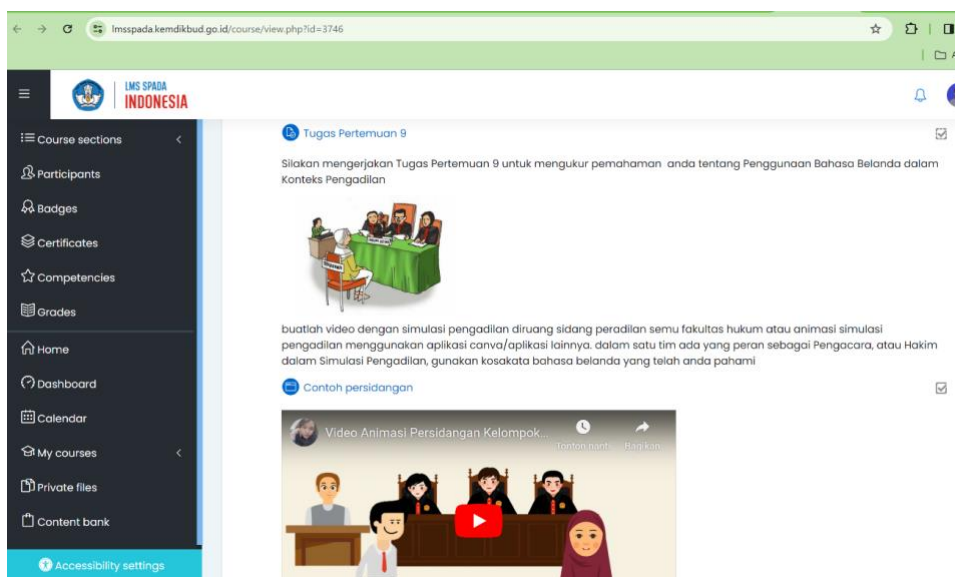 lmsspada.kemdikbud.go.id/course/view.php?id=3746
LMS SPADA
INDONESIA
Course sections
Participants
Badges
Certificates
Competencies
Grades
Home
Dashboard
Calendar
My courses
Private files
Content bank
Accessibility settings
Tugas Pertemuan 9
Silakan mengerjakan Tugas Pertemuan 9 untuk mengukur pemahaman anda tentang Penggunaan Bahasa Belanda dalam
Konteks Pengadilan
buatlah video dengan simulasi pengadilan diruang sidang peradilan semu fakultas hukum atau animasi simulasi
pengadilan menggunakan aplikasi canva/aplikasi lainnya. dalam satu tim ada yang peran sebagai Pengacara, atau Hakim
dalam Simulasi Pengadilan, gunakan kosakata bahasa belanda yang telah anda pahami
Contoh persidangan
Video Animasi Persidangan Kelompok...
Tonton nanti
Bagikan